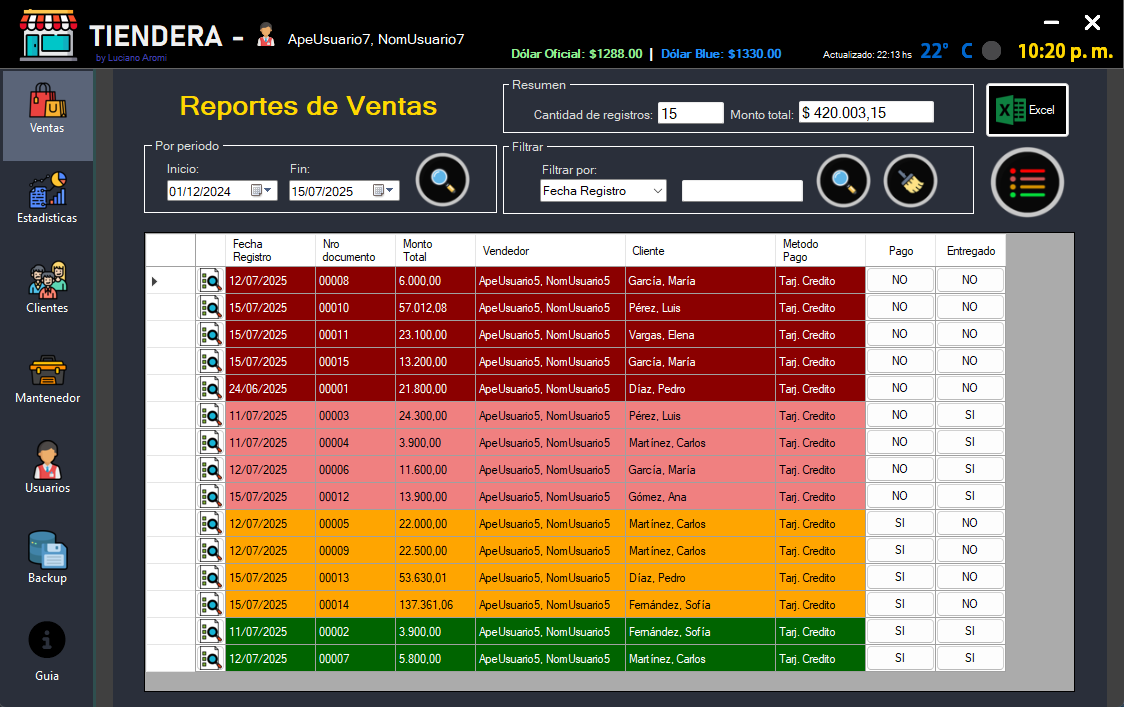 TIENDERA -
by Luciano Aromi
ApeUsuario7, NomUsuario7
Dólar Oficial: $1288.00 | Dólar Blue: $1330.00
Actualizado: 22:13 hs
22° C
10:20 p. m.
Ventas
Estadisticas
Clientes
Mantenedor
Usuarios
Backup
Guia
Reportes de Ventas
Resumen
Cantidad de registros: 15 Monto total: $ 420.003,15
Excel
Por periodo
Inicio: Fin:
01/12/2024 15/07/2025
Filtrar
Filtrar por:
Fecha Registro
Fecha Registro Nro documento Monto Total Vendedor Cliente Metodo Pago Pago Entregado
12/07/2025 00008 6.000,00 ApeUsuario5, NomUsuario5 García, María Tarj. Credito NO NO
15/07/2025 00010 57.012,08 ApeUsuario5, NomUsuario5 Pérez, Luis Tarj. Credito NO NO
15/07/2025 00011 23.100,00 ApeUsuario5, NomUsuario5 Vargas, Elena Tarj. Credito NO NO
15/07/2025 00015 13.200,00 ApeUsuario5, NomUsuario5 García, María Tarj. Credito NO NO
24/06/2025 00001 21.800,00 ApeUsuario5, NomUsuario5 Díaz, Pedro Tarj. Credito NO NO
11/07/2025 00003 24.300,00 ApeUsuario5, NomUsuario5 Pérez, Luis Tarj. Credito NO SI
11/07/2025 00004 3.900,00 ApeUsuario5, NomUsuario5 Martínez, Carlos Tarj. Credito NO SI
12/07/2025 00006 11.600,00 ApeUsuario5, NomUsuario5 García, María Tarj. Credito NO SI
15/07/2025 00012 13.900,00 ApeUsuario5, NomUsuario5 Gómez, Ana Tarj. Credito NO SI
12/07/2025 00005 22.000,00 ApeUsuario5, NomUsuario5 Martínez, Carlos Tarj. Credito SI NO
12/07/2025 00009 22.500,00 ApeUsuario5, NomUsuario5 Martínez, Carlos Tarj. Credito SI NO
15/07/2025 00013 53.630,01 ApeUsuario5, NomUsuario5 Díaz, Pedro Tarj. Credito SI NO
15/07/2025 00014 137.361,06 ApeUsuario5, NomUsuario5 Fernández, Sofía Tarj. Credito SI NO
11/07/2025 00002 3.900,00 ApeUsuario5, NomUsuario5 Fernández, Sofía Tarj. Credito SI SI
12/07/2025 00007 5.800,00 ApeUsuario5, NomUsuario5 Martínez, Carlos Tarj. Credito SI SI